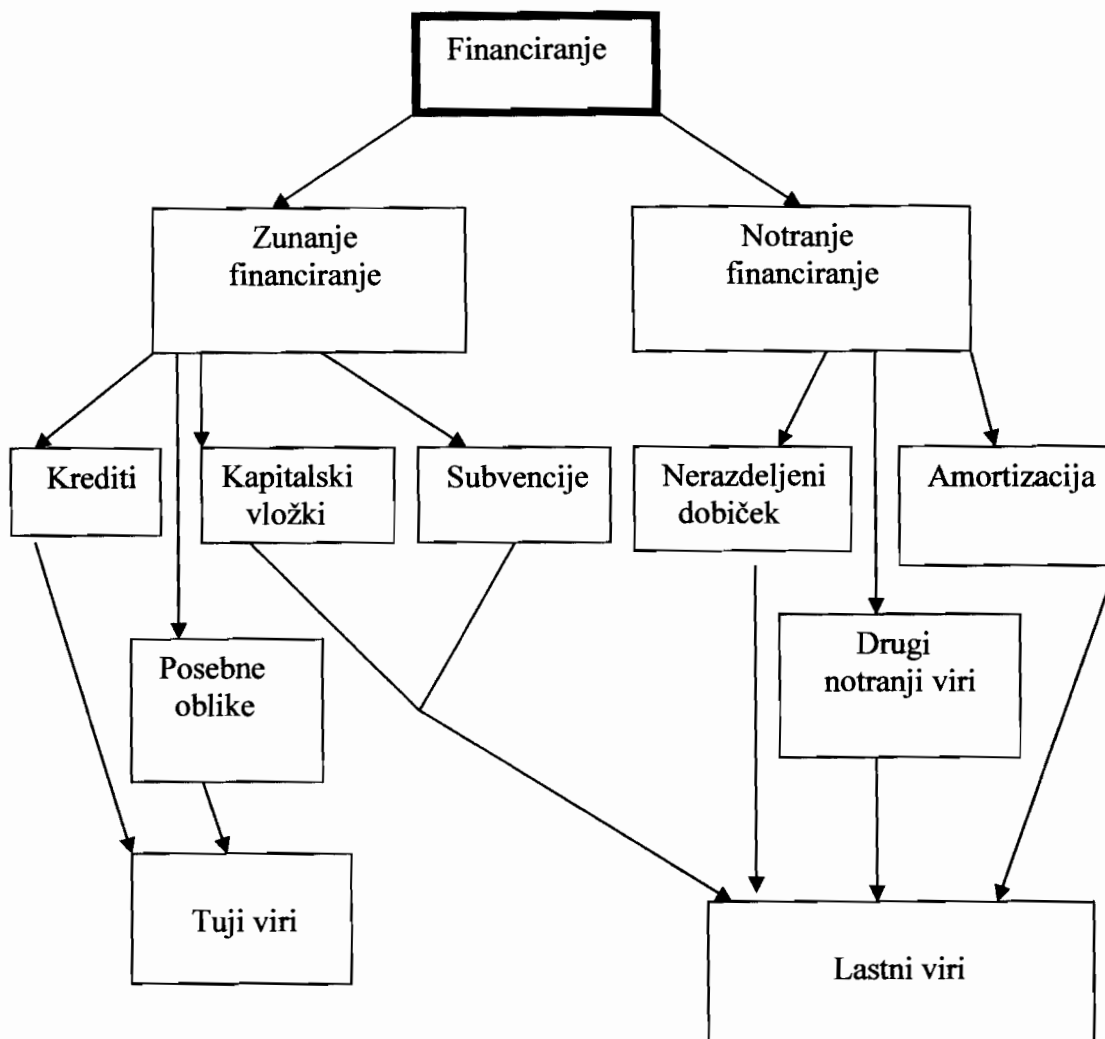 Financiranje
Zunanje
financiranje
Notranje
financiranje
Krediti
Kapitalski
vložki
Subvencije
Nerazdeljeni
dobiček
Amortizacija
Posebne
oblike
Drugi
notranji viri
Tuji viri
Lastni viri